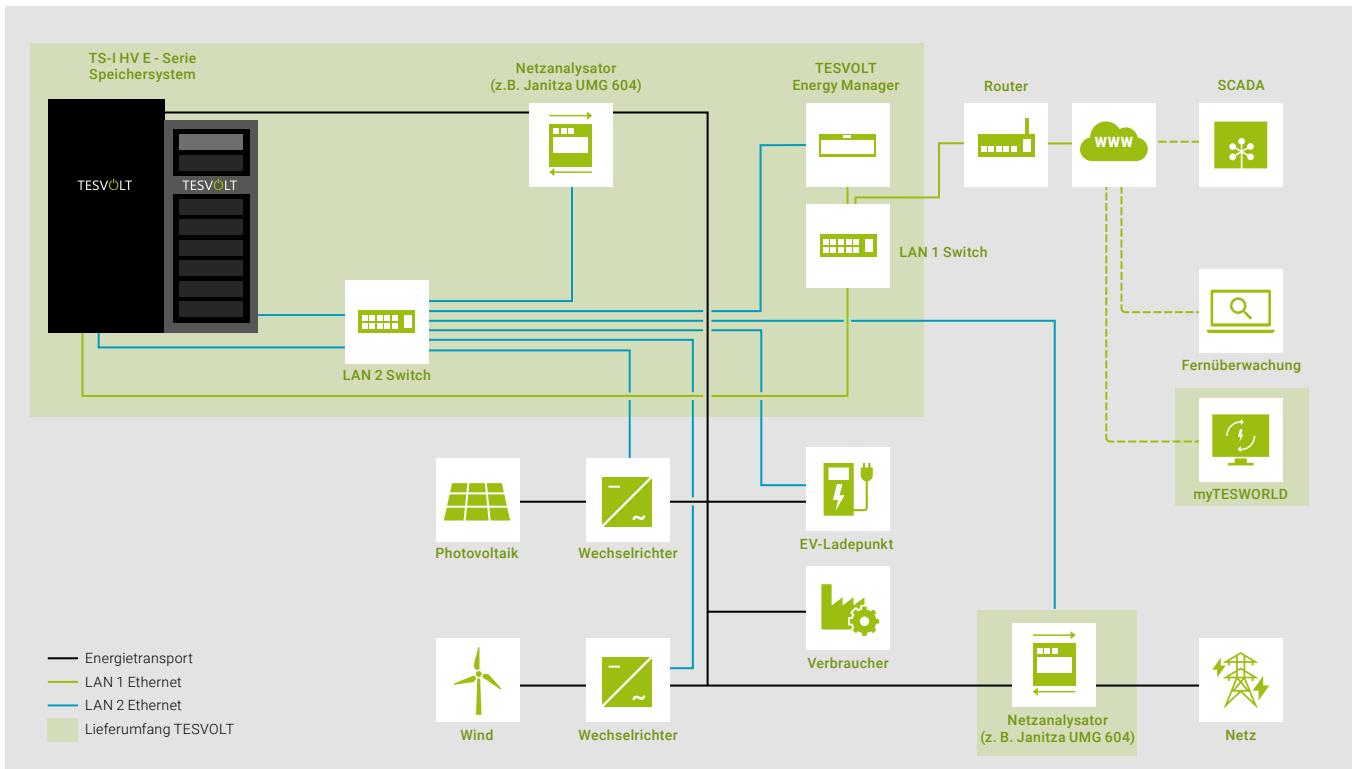 TS-I HV E - Serie
Speichersystem
Netzanalysator
(z.B. Janitza UMG 604)
TESVOLT
Energy Manager
Router
SCADA
WWW
TESVOLT
TESVOLT
LAN 1 Switch
LAN 2 Switch
Fernüberwachung
myTESWORLD
Photovoltaik
Wechselrichter
EV-Ladepunkt
Verbraucher
Wind
Wechselrichter
Netzanalysator
(z. B. Janitza UMG 604)
Netz
Energietransport
LAN 1 Ethernet
LAN 2 Ethernet
Lieferumfang TESVOLT